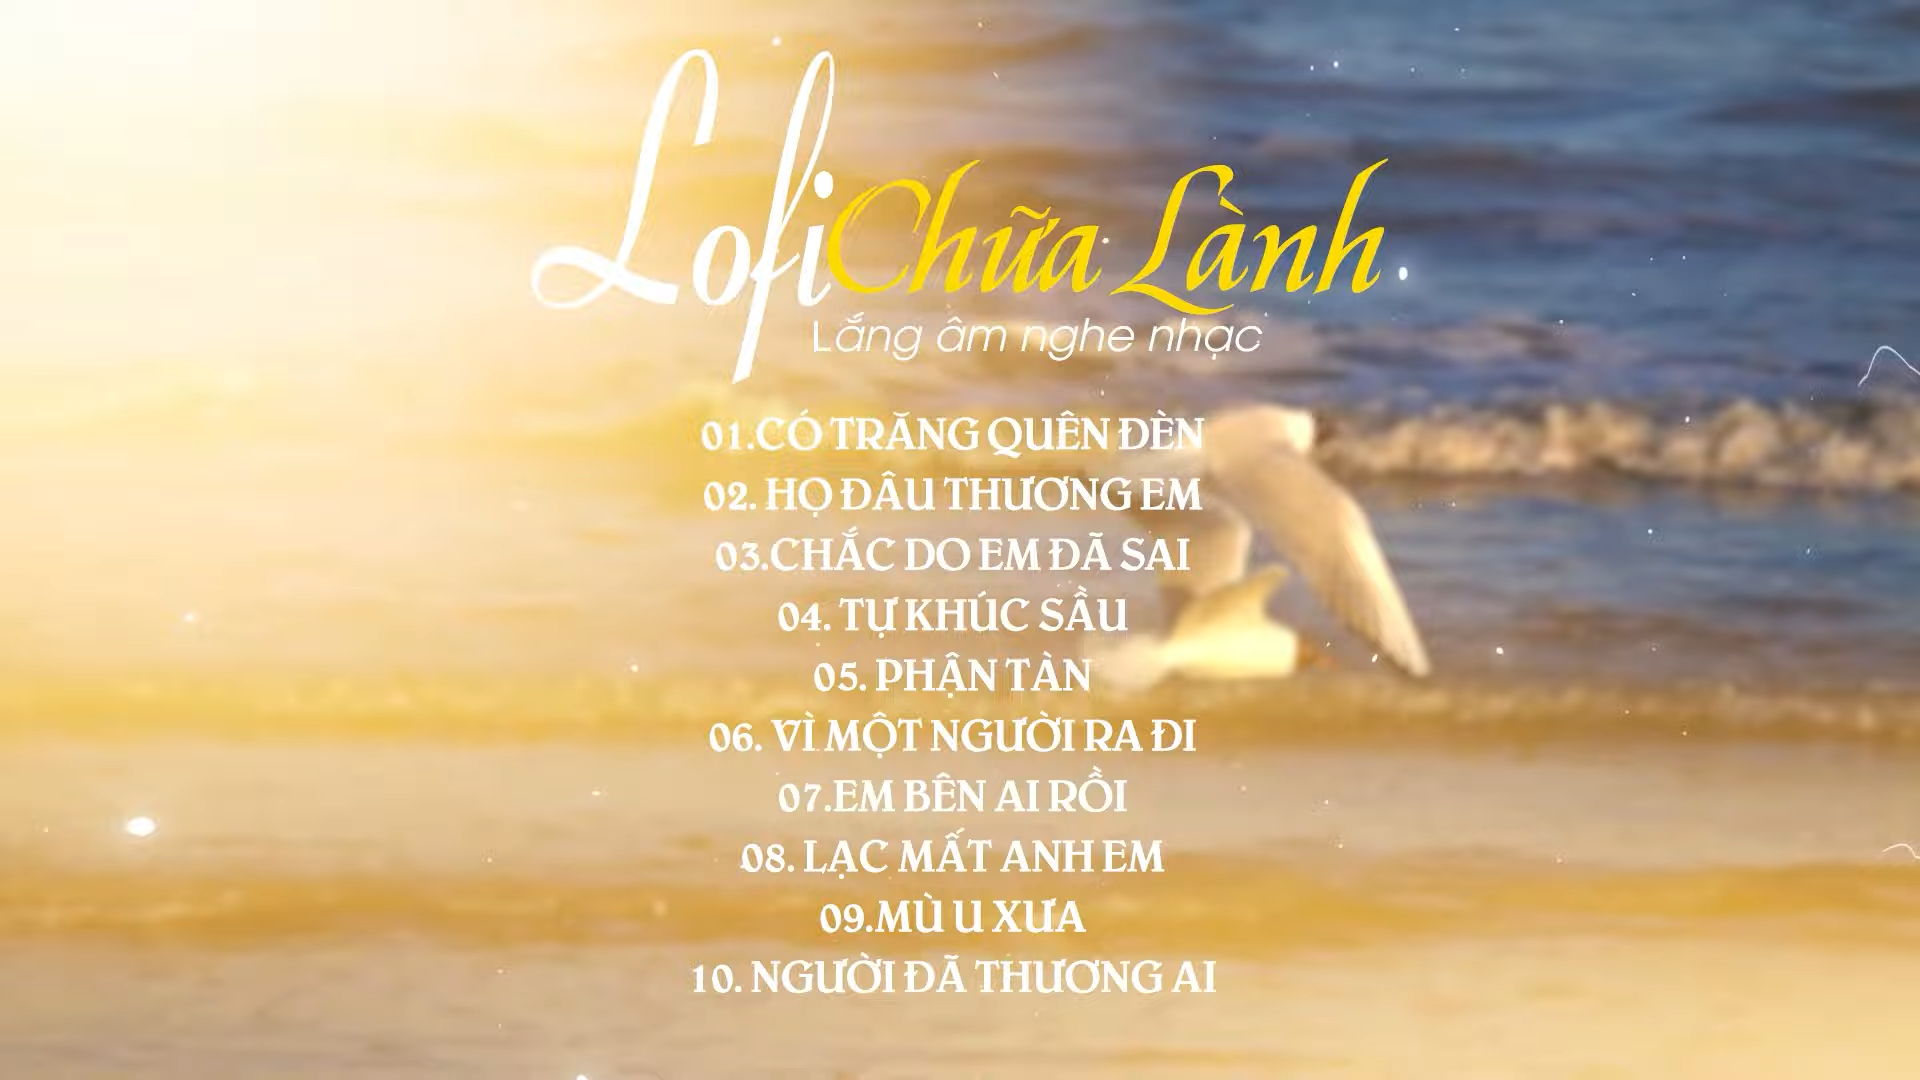 Lofi Chữa Lành
Lắng âm nghe nhạc
01.CÓ TRĂNG QUÊN ĐÈN
02. HỌ ĐÂU THƯƠNG EM
03.CHẮC DO EM ĐÃ SAI
04. TỰ KHÚC SẦU
05. PHẬN TÀN
06. VÌ MỘT NGƯỜI RA ĐI
07.EM BÊN AI RỒI
08. LẠC MẤT ANH EM
09.MÙ U XƯA
10. NGƯỜI ĐÃ THƯƠNG AI